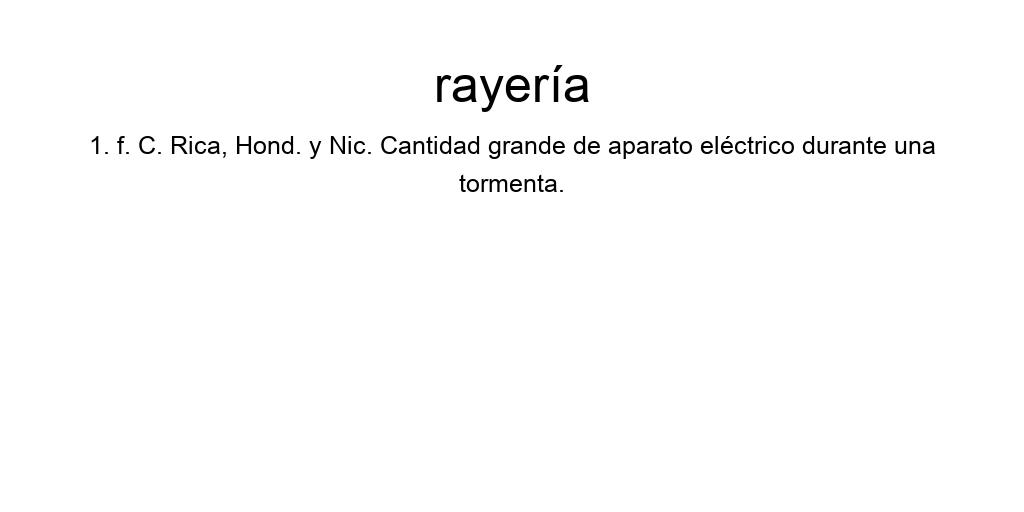 rayería
1. f. C. Rica, Hond. y Nic. Cantidad grande de aparato eléctrico durante una
tormenta.